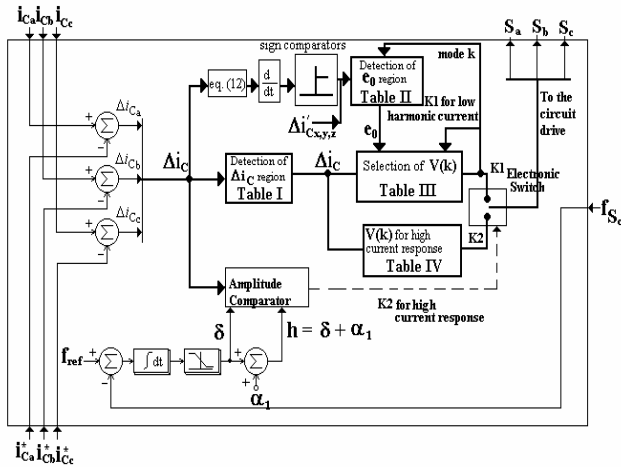 i_Ca i_Cb i_Cc
S_a S_b S_c
sign comparators
mode k
eq. (12)
d/dt
Detection of
e_0 region
Table II
K1 for low
harmonic current
To the
circuit
drive
Δi'_Cx,y,z
e_0
+
−
Σ
Δi_Ca
+
−
Σ
Δi_Cb
+
−
Σ
Δi_Cc
Δi_C
Detection of
Δi_C region
Table I
Δi_C
Selection of V(k)
Table III
K1
Electronic
Switch
f_Sc
V(k) for high
current response
Table IV
K2
Amplitude
Comparator
K2 for high
current response
δ
h = δ + α_1
f_ref
+
−
Σ
∫dt
+
Σ
+
α_1
i*_Ca i*_Cb i*_Cc